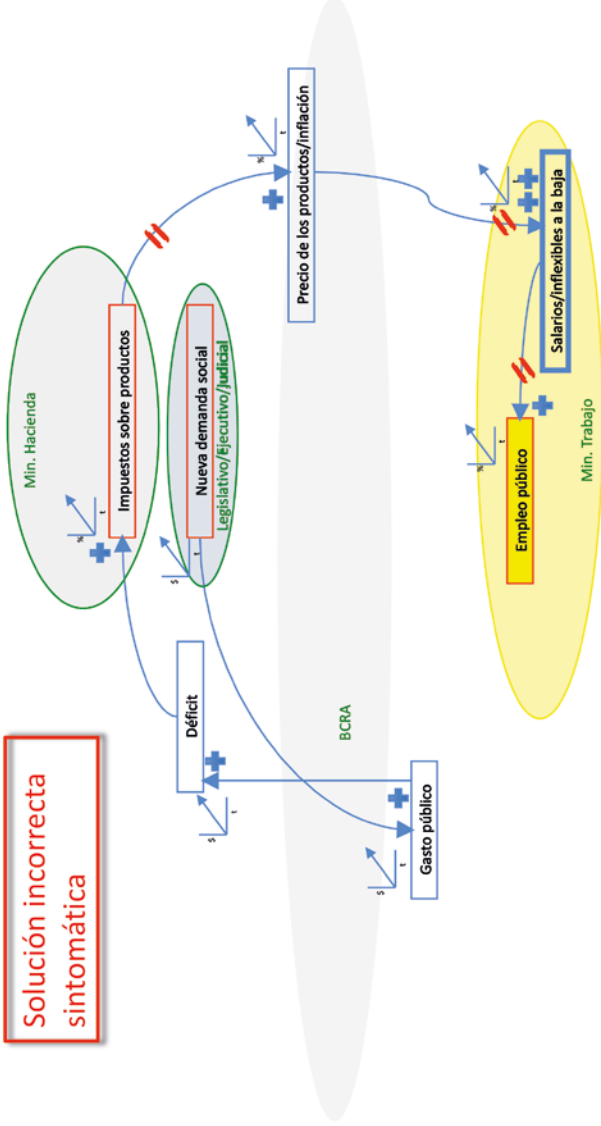 Solución incorrecta
sintomática
Min. Hacienda
%
t
Impuestos sobre productos
$
t
Nueva demanda social
Legislativo/Ejecutivo/Judicial
Déficit
$
t
%
t
Precio de los productos/inflación
BCRA
$
t
Gasto público
%
t
Empleo público
%
t
Salarios/inflexibles a la baja
Min. Trabajo